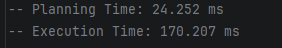 -- Planning Time: 24.252 ms
-- Execution Time: 170.207 ms